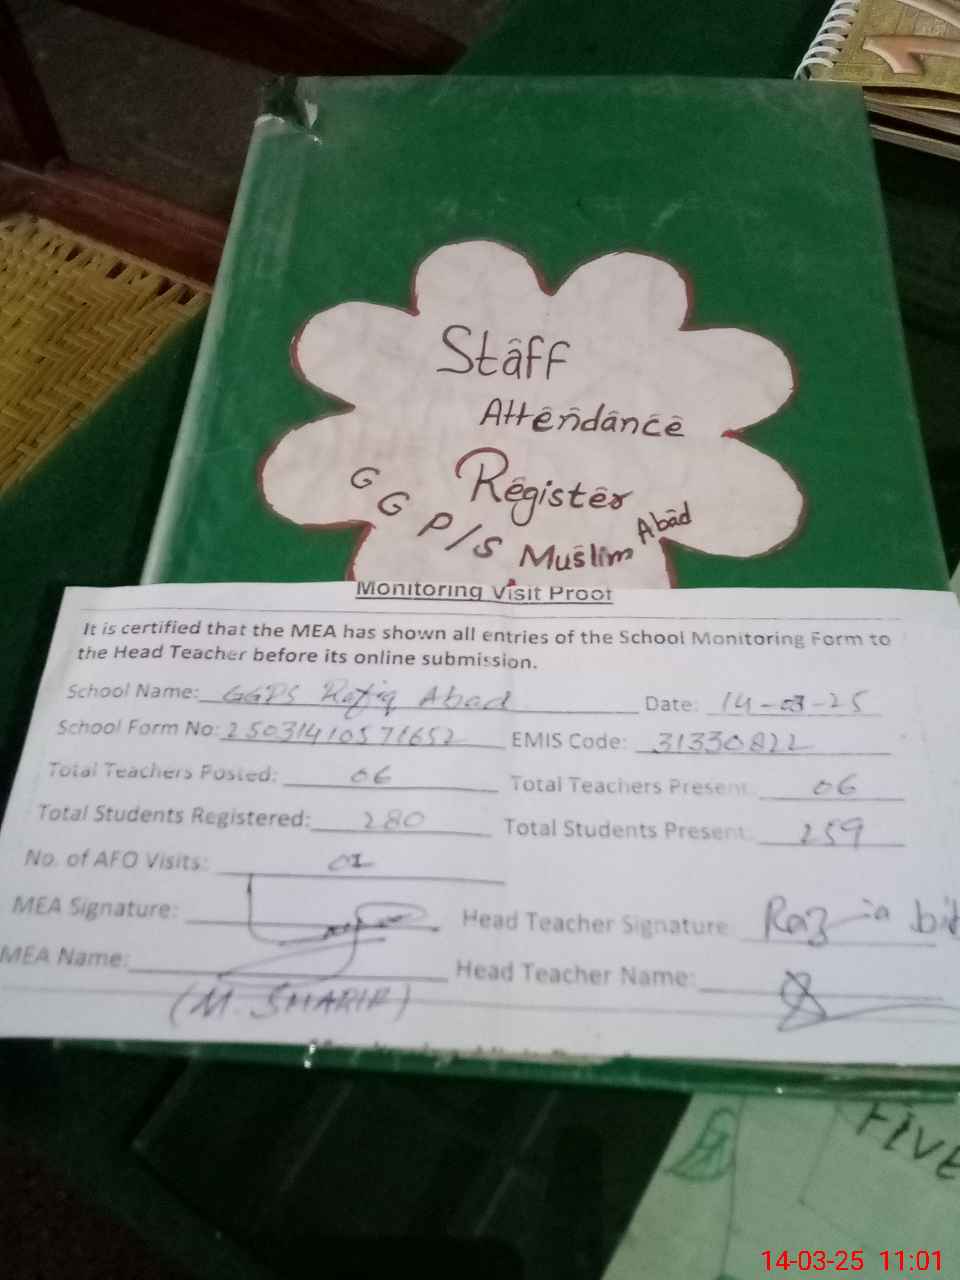 Staff
Attendance
Register
G G P/S Muslim Abad
Monitoring Visit Proof
It is certified that the MEA has shown all entries of the School Monitoring Form to
the Head Teacher before its online submission.
School Name: GGPS Rafiq Abad Date: 14-03-25
School Form No: 25031410571652 EMIS Code: 31330822
Total Teachers Posted: 06 Total Teachers Present: 06
Total Students Registered: 280 Total Students Present: 259
No. of AFO Visits: 01
MEA Signature: Head Teacher Signature Razia bib
MEA Name: Head Teacher Name:
(M. SHARIF)
FIVE
14-03-25 11:01